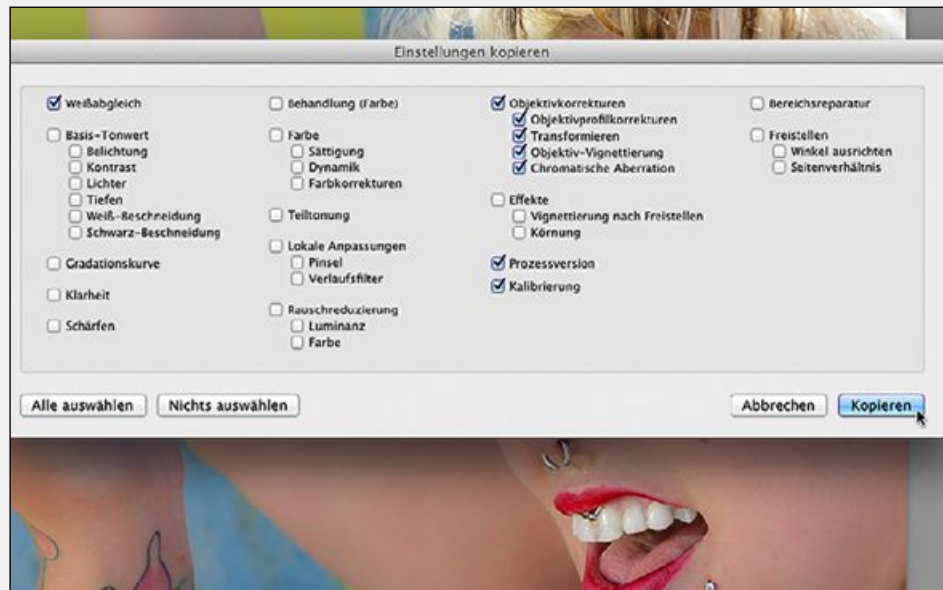 Einstellungen kopieren
Weißabgleich
Basis-Tonwert
Belichtung
Kontrast
Lichter
Tiefen
Weiß-Beschneidung
Schwarz-Beschneidung
Gradationskurve
Klarheit
Schärfen
Behandlung (Farbe)
Farbe
Sättigung
Dynamik
Farbkorrekturen
Teiltonung
Lokale Anpassungen
Pinsel
Verlaufsfilter
Rauschreduzierung
Luminanz
Farbe
Objektivkorrekturen
Objektivprofilkorrekturen
Transformieren
Objektiv-Vignettierung
Chromatische Aberration
Effekte
Vignettierung nach Freistellen
Körnung
Prozessversion
Kalibrierung
Bereichsreparatur
Freistellen
Winkel ausrichten
Seitenverhältnis
Alle auswählen Nichts auswählen Abbrechen Kopieren